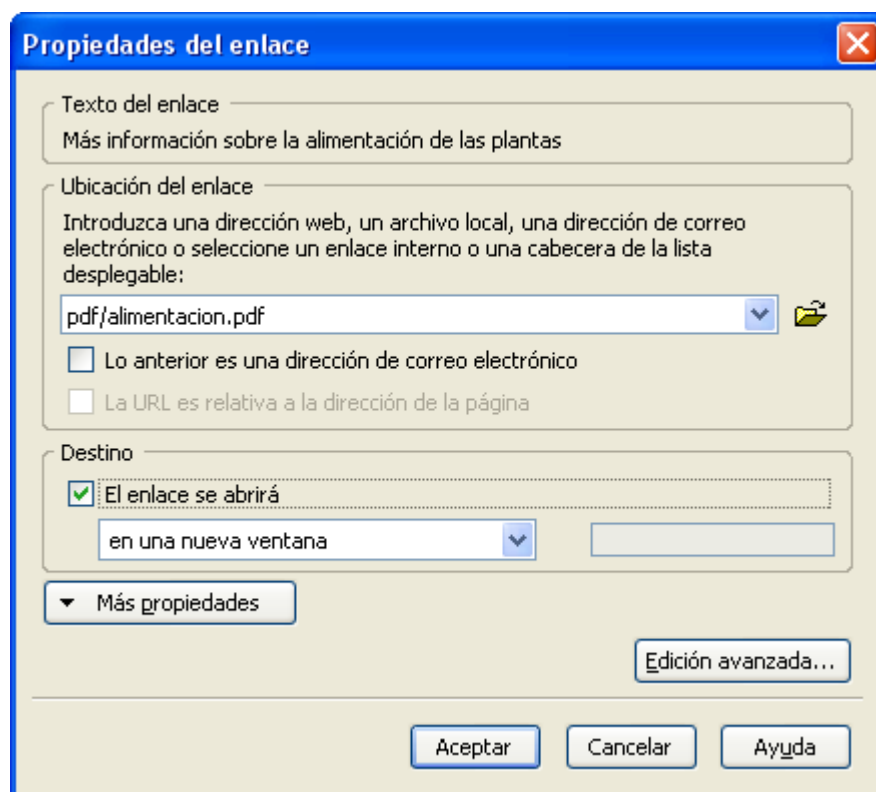 Propiedades del enlace
Texto del enlace
Más información sobre la alimentación de las plantas
Ubicación del enlace
Introduzca una dirección web, un archivo local, una dirección de correo
electrónico o seleccione un enlace interno o una cabecera de la lista
desplegable:
pdf/alimentacion.pdf
Lo anterior es una dirección de correo electrónico
La URL es relativa a la dirección de la página
Destino
El enlace se abrirá
en una nueva ventana
Más propiedades
Edición avanzada...
Aceptar Cancelar Ayuda